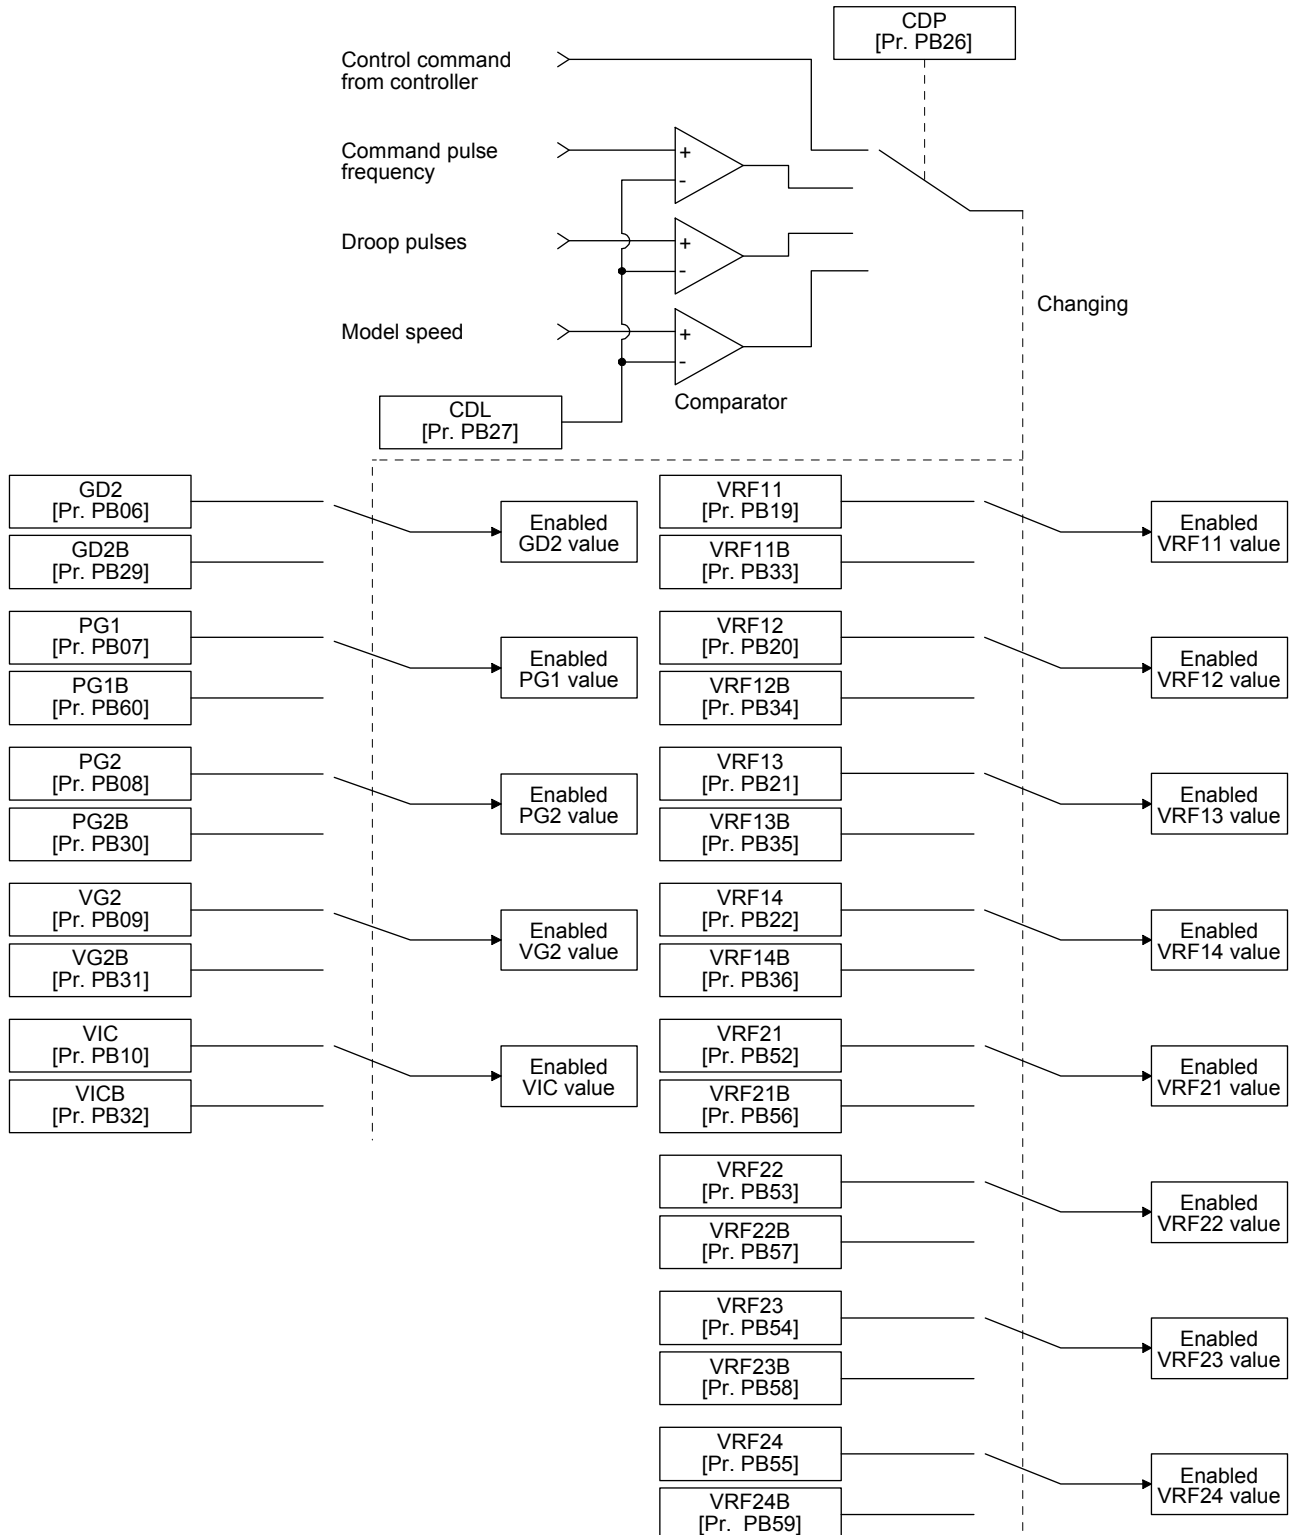 CDP
[Pr. PB26]
Control command
from controller
Command pulse
frequency
+
-
Droop pulses
+
-
Changing
Model speed
+
-
Comparator
CDL
[Pr. PB27]
GD2
[Pr. PB06]
GD2B
[Pr. PB29]
Enabled
GD2 value
PG1
[Pr. PB07]
PG1B
[Pr. PB60]
Enabled
PG1 value
PG2
[Pr. PB08]
PG2B
[Pr. PB30]
Enabled
PG2 value
VG2
[Pr. PB09]
VG2B
[Pr. PB31]
Enabled
VG2 value
VIC
[Pr. PB10]
VICB
[Pr. PB32]
Enabled
VIC value
VRF11
[Pr. PB19]
VRF11B
[Pr. PB33]
Enabled
VRF11 value
VRF12
[Pr. PB20]
VRF12B
[Pr. PB34]
Enabled
VRF12 value
VRF13
[Pr. PB21]
VRF13B
[Pr. PB35]
Enabled
VRF13 value
VRF14
[Pr. PB22]
VRF14B
[Pr. PB36]
Enabled
VRF14 value
VRF21
[Pr. PB52]
VRF21B
[Pr. PB56]
Enabled
VRF21 value
VRF22
[Pr. PB53]
VRF22B
[Pr. PB57]
Enabled
VRF22 value
VRF23
[Pr. PB54]
VRF23B
[Pr. PB58]
Enabled
VRF23 value
VRF24
[Pr. PB55]
VRF24B
[Pr. PB59]
Enabled
VRF24 value